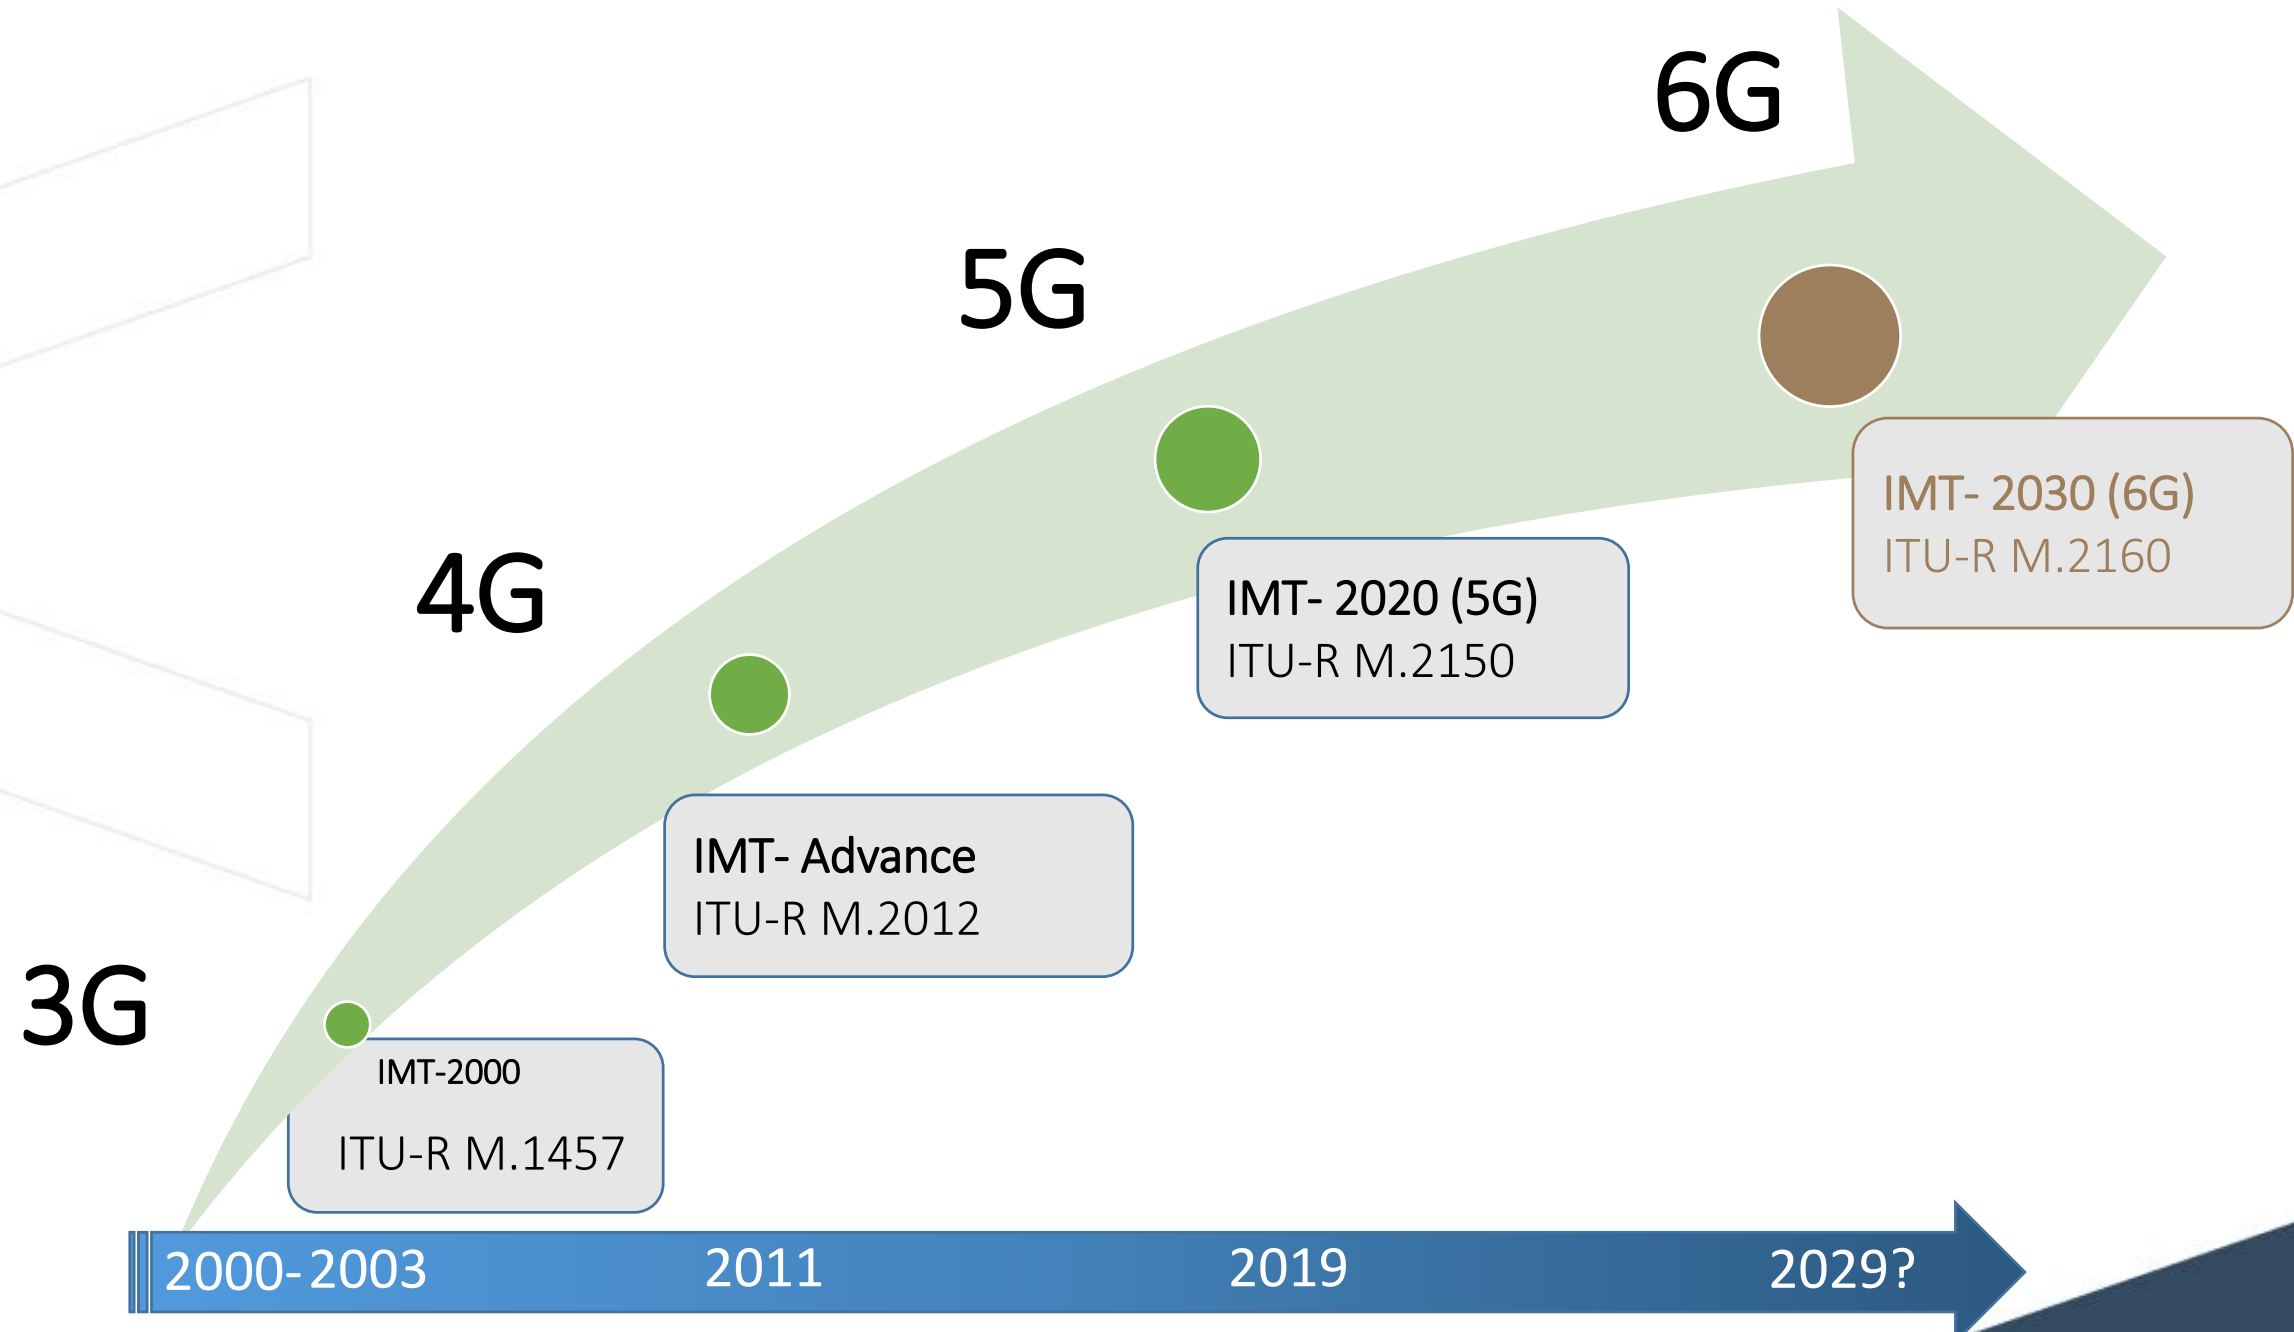 6G
5G
4G
3G
IMT- 2030 (6G)
ITU-R M.2160
IMT- 2020 (5G)
ITU-R M.2150
IMT- Advance
ITU-R M.2012
IMT-2000
ITU-R M.1457
2000-2003
2011
2019
2029?